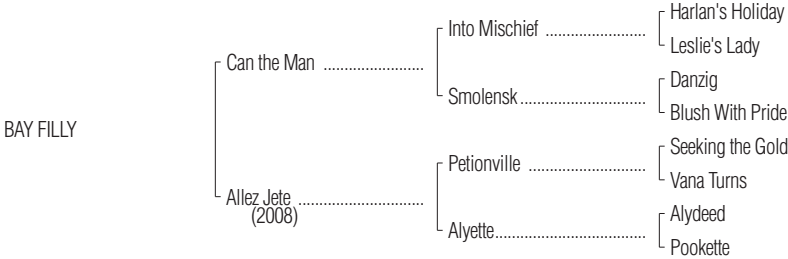 Harlan's Holiday
Into Mischief ........................
Leslie's Lady
Can the Man ........................
Danzig
Smolensk..............................
Blush With Pride
BAY FILLY
Seeking the Gold
Petionville ............................
Vana Turns
Allez Jete ..............................
(2008)
Alydeed
Alyette....................................
Pookette